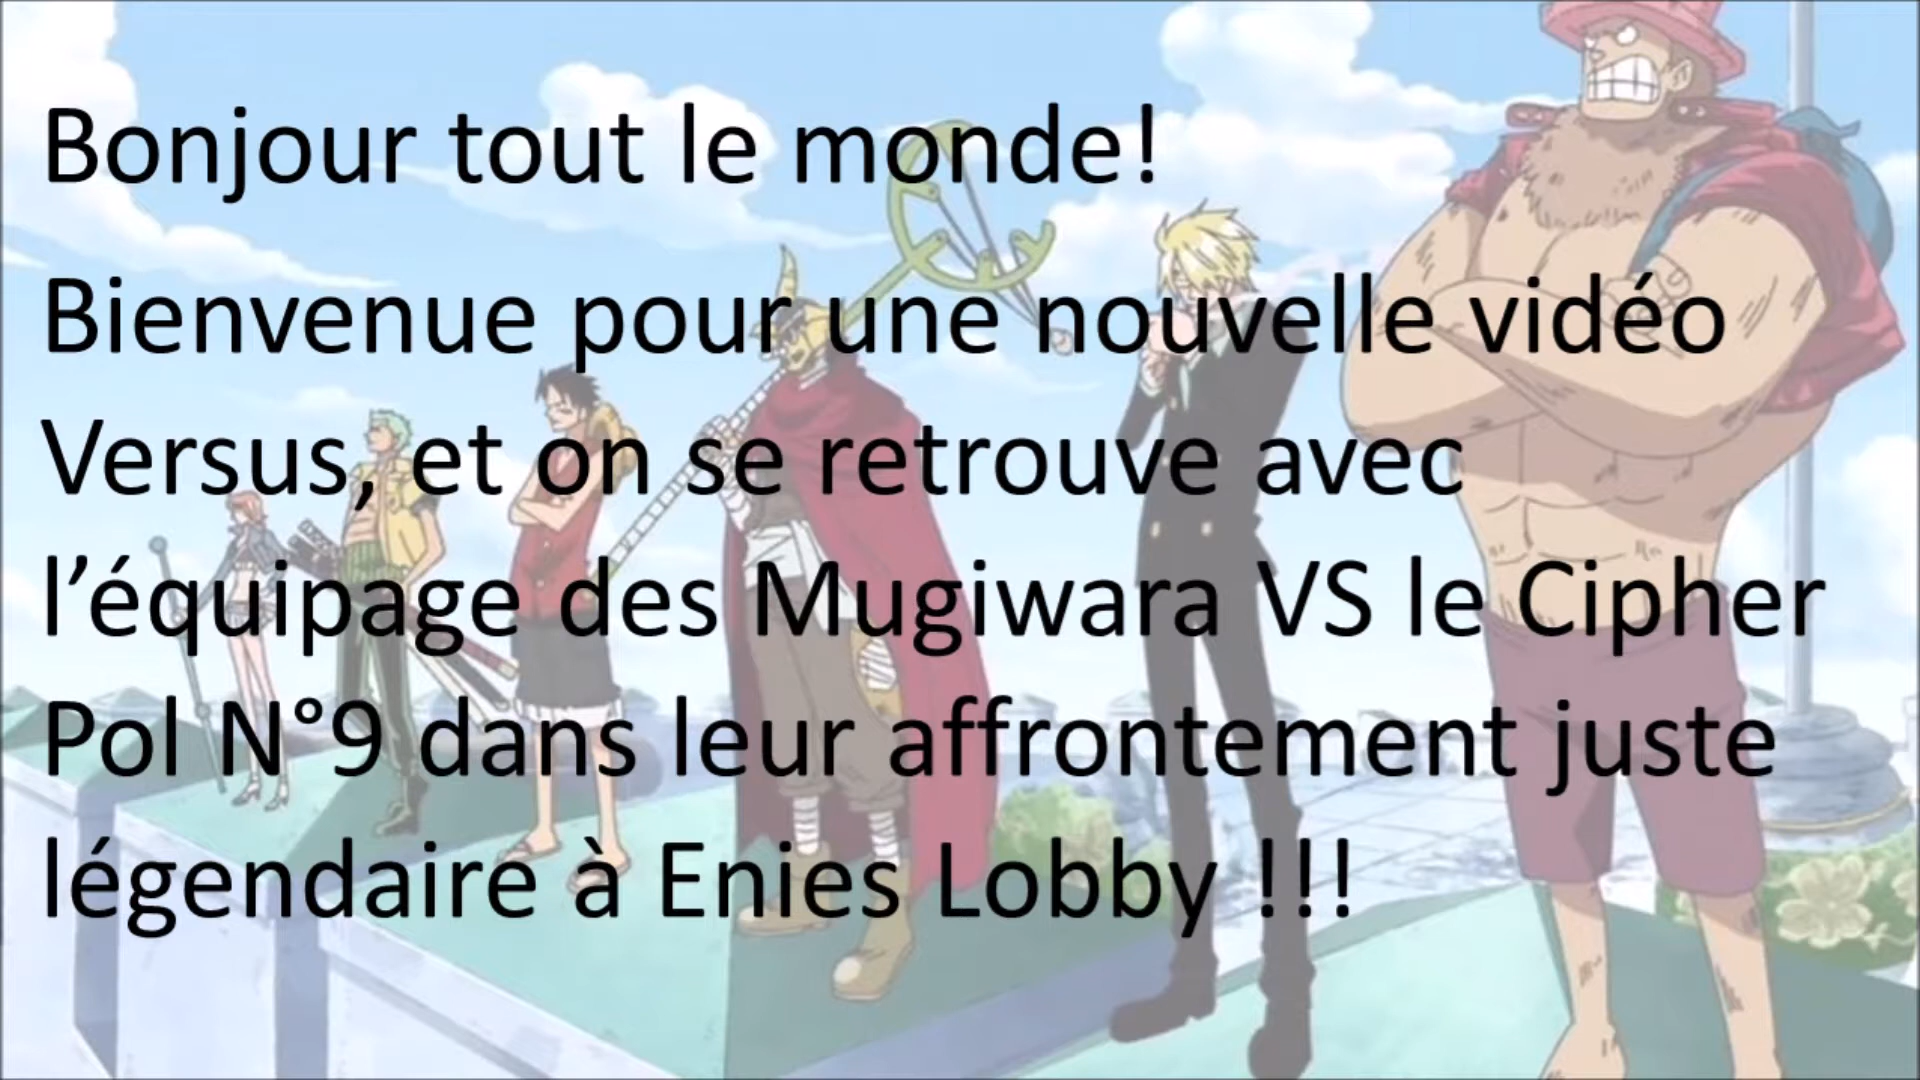 Bonjour tout le monde!
Bienvenue pour une nouvelle vidéo
Versus, et on se retrouve avec
l’équipage des Mugiwara VS le Cipher
Pol N°9 dans leur affrontement juste
légendaire à Enies Lobby !!!